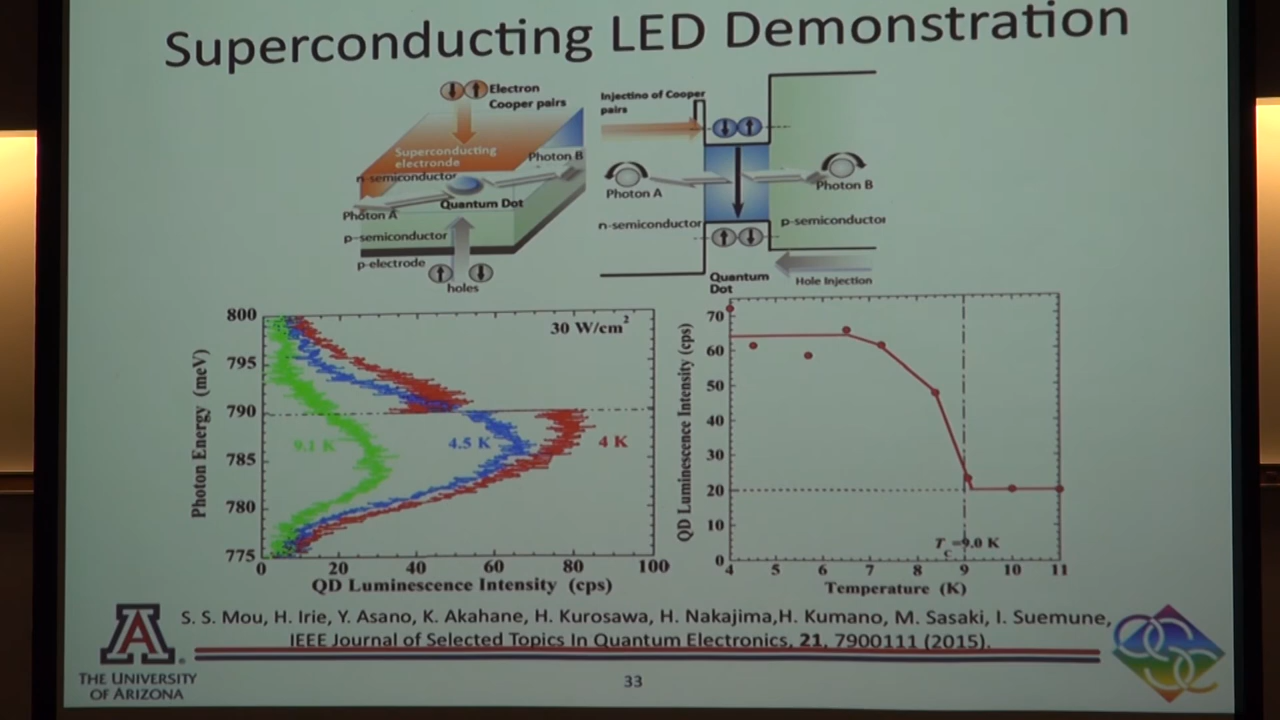 Superconducting LED Demonstration
Electron
Cooper pairs
Superconducting
electronde
n-semiconductor
Photon B
Photon A
Quantum Dot
p-semiconductor
p-electrode
holes
Injectino of Cooper
pairs
Photon A
Photon B
n-semiconductor
p-semiconductor
Quantum
Dot
Hole Injection
800
795
790
785
780
775
Photon Energy (meV)
30 W/cm2
9.1 K
4.5 K
4 K
0 20 40 60 80 100
QD Luminescence Intensity (cps)
70
60
50
40
30
20
10
0
QD Luminescence Intensity (cps)
Tc=9.0 K
4 5 6 7 8 9 10 11
Temperature (K)
S. S. Mou, H. Irie, Y. Asano, K. Akahane, H. Kurosawa, H. Nakajima,H. Kumano, M. Sasaki, I. Suemune,
IEEE Journal of Selected Topics In Quantum Electronics, 21, 7900111 (2015).
A
THE UNIVERSITY
OF ARIZONA
33
OSC